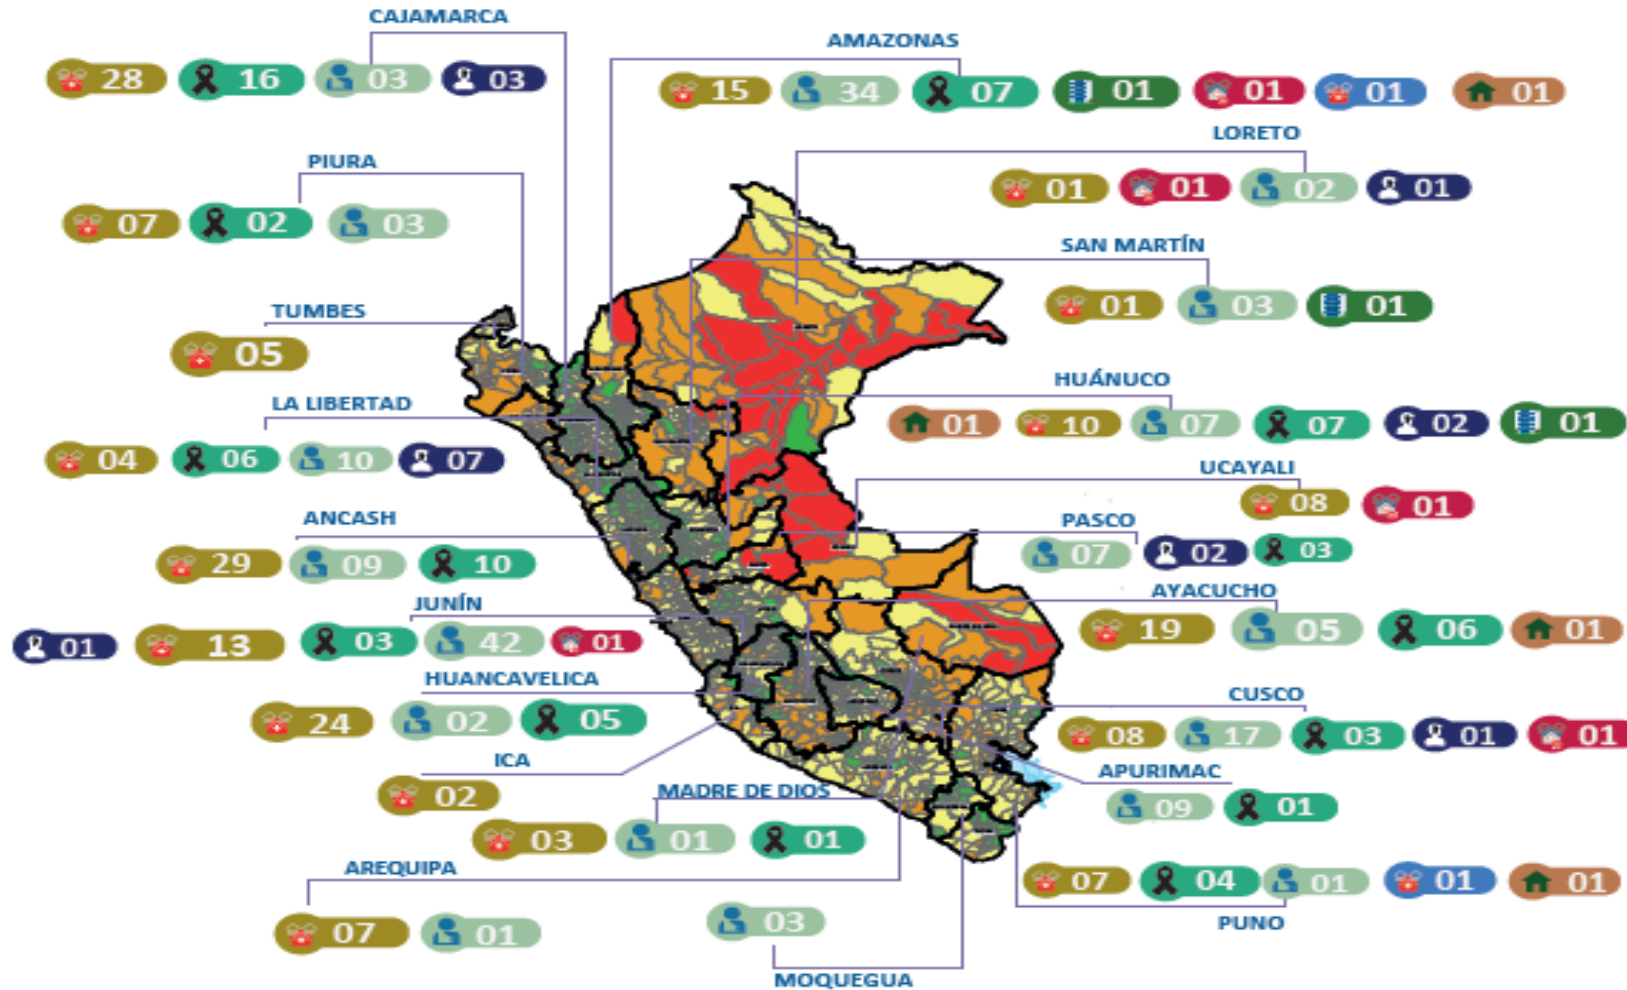 CAJAMARCA
28 16 03 03
AMAZONAS
15 34 07 01 01 01 01
LORETO
01 01 02 01
PIURA
07 02 03
SAN MARTÍN
01 03 01
TUMBES
05
HUÁNUCO
01 10 07 07 02 01
LA LIBERTAD
04 06 10 07
UCAYALI
08 01
ANCASH
29 09 10
PASCO
07 02 03
AYACUCHO
19 05 06 01
JUNÍN
01 13 03 42 01
HUANCAVELICA
24 02 05
CUSCO
08 17 03 01 01
ICA
02
APURIMAC
09 01
MADRE DE DIOS
03 01 01
AREQUIPA
07 01
07 04 01 01 01
PUNO
03
MOQUEGUA